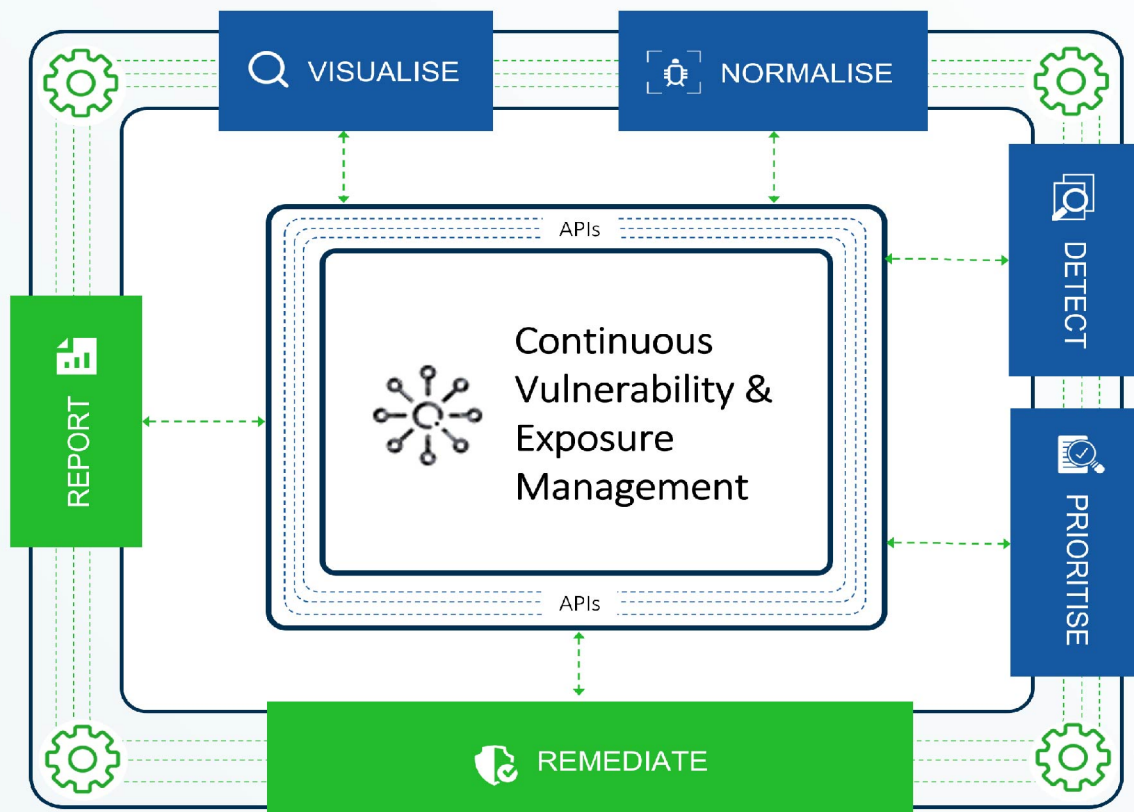 VISUALISE
NORMALISE
DETECT
PRIORITISE
REMEDIATE
REPORT
APIs
Continuous
Vulnerability &
Exposure
Management
APIs